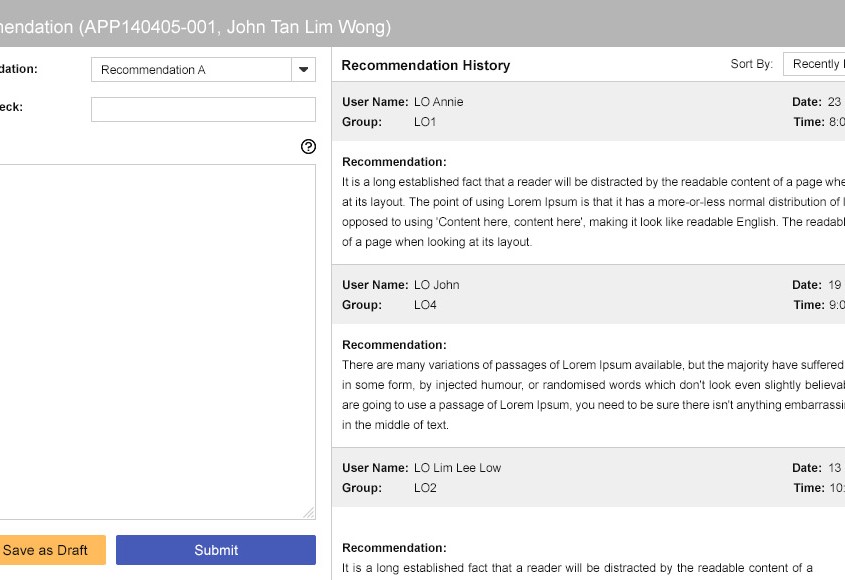 mendation (APP140405-001, John Tan Lim Wong)
dation:
Recommendation A
eck:
Save as Draft
Submit
Recommendation History
Sort By: Recently
User Name: LO Annie Date: 23
Group: LO1 Time: 8:0
Recommendation:
It is a long established fact that a reader will be distracted by the readable content of a page whe
at its layout. The point of using Lorem Ipsum is that it has a more-or-less normal distribution of l
opposed to using 'Content here, content here', making it look like readable English. The readabl
of a page when looking at its layout.
User Name: LO John Date: 19
Group: LO4 Time: 9:0
Recommendation:
There are many variations of passages of Lorem Ipsum available, but the majority have suffered
in some form, by injected humour, or randomised words which don't look even slightly believab
are going to use a passage of Lorem Ipsum, you need to be sure there isn't anything embarrassin
in the middle of text.
User Name: LO Lim Lee Low Date: 13
Group: LO2 Time: 10:
Recommendation:
It is a long established fact that a reader will be distracted by the readable content of a